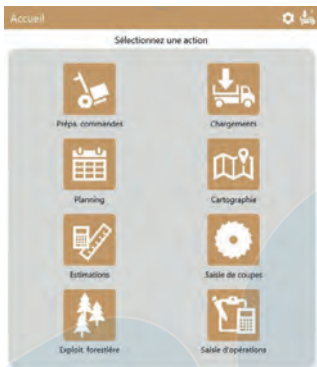 Accueil
Sélectionnez une action
Prépa. commandes
Chargements
Planning
Cartographie
Estimations
Saisie de coupes
Exploit. forestière
Saisie d'opérations